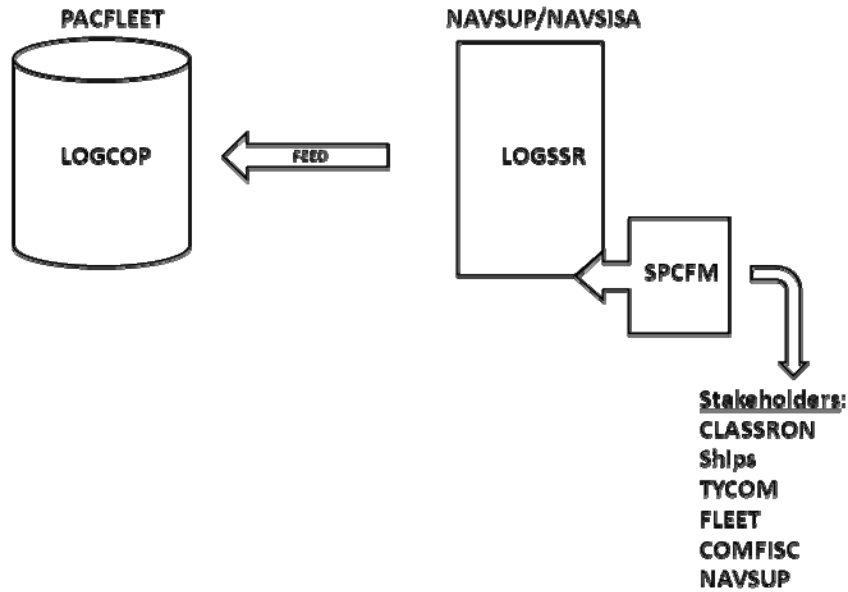 PACFLEET
NAVSUP/NAVSISA
LOGCOP
FEED
LOGSSR
SPCFM
Stakeholders:
CLASSRON
Ships
TYCOM
FLEET
COMFISC
NAVSUP